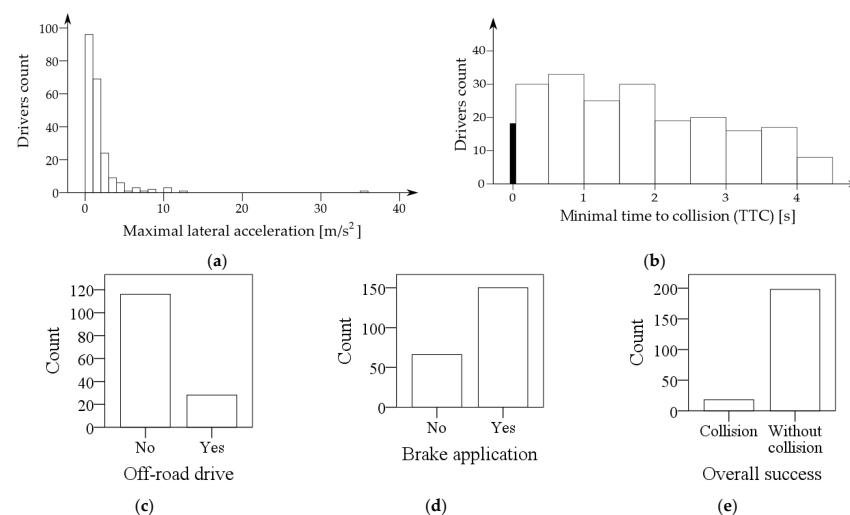 100
80
60
40
20
0
Drivers count
0
10
20
30
40
Maximal lateral acceleration [m/s²]
(a)
40
30
20
10
0
Drivers count
0
1
2
3
4
Minimal time to collision (TTC) [s]
(b)
120
100
80
60
40
20
0
Count
No
Yes
Off-road drive
(c)
150
100
50
0
Count
No
Yes
Brake application
(d)
200
150
100
50
0
Count
Collision
Without
collision
Overall success
(e)